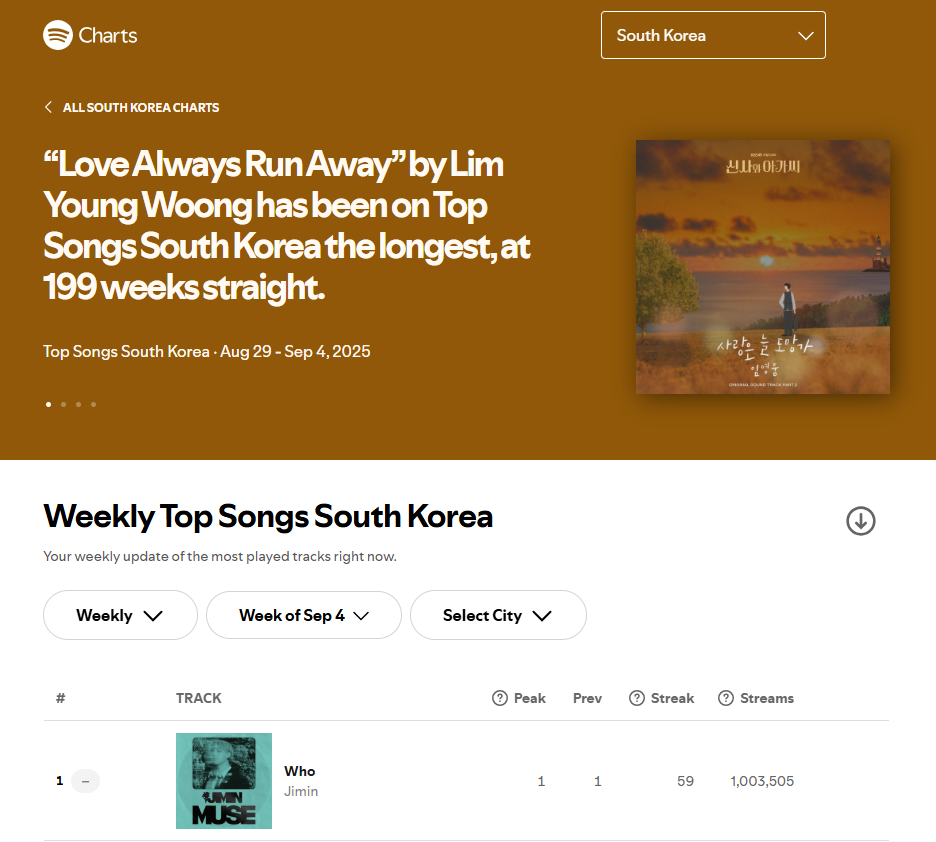 Charts
South Korea
ALL SOUTH KOREA CHARTS
“Love Always Run Away” by Lim
Young Woong has been on Top
Songs South Korea the longest, at
199 weeks straight.
Top Songs South Korea · Aug 29 - Sep 4, 2025
신사와 아가씨
사랑은 늘 도망가
임영웅
ORIGINAL SOUND TRACK PART.2
Weekly Top Songs South Korea
Your weekly update of the most played tracks right now.
Weekly
Week of Sep 4
Select City
# TRACK ? Peak Prev ? Streak ? Streams
1 – Who 1 1 59 1,003,505
Jimin
JIMIN
MUSE